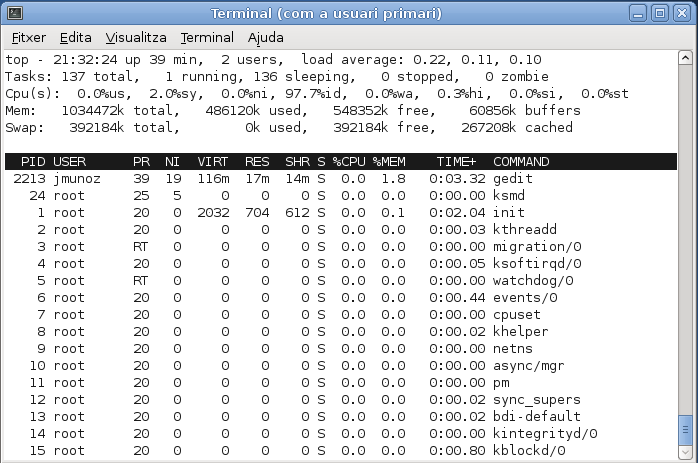 Terminal (com a usuari primari)
Fitxer Edita Visualitza Terminal Ajuda
top - 21:32:24 up 39 min,  2 users,  load average: 0.22, 0.11, 0.10
Tasks: 137 total,   1 running, 136 sleeping,   0 stopped,   0 zombie
Cpu(s):  0.0%us,  2.0%sy,  0.0%ni, 97.7%id,  0.0%wa,  0.3%hi,  0.0%si,  0.0%st
Mem:   1034472k total,   486120k used,   548352k free,    60856k buffers
Swap:   392184k total,        0k used,   392184k free,   267208k cached
PID USER      PR  NI  VIRT  RES  SHR S %CPU %MEM    TIME+  COMMAND
2213 jmunoz    39  19  116m  17m  14m S  0.0  1.8   0:03.32 gedit
24 root      25   5     0    0    0 S  0.0  0.0   0:00.00 ksmd
1 root      20   0  2032  704  612 S  0.0  0.1   0:02.04 init
2 root      20   0     0    0    0 S  0.0  0.0   0:00.03 kthreadd
3 root      RT   0     0    0    0 S  0.0  0.0   0:00.00 migration/0
4 root      20   0     0    0    0 S  0.0  0.0   0:00.05 ksoftirqd/0
5 root      RT   0     0    0    0 S  0.0  0.0   0:00.00 watchdog/0
6 root      20   0     0    0    0 S  0.0  0.0   0:00.44 events/0
7 root      20   0     0    0    0 S  0.0  0.0   0:00.00 cpuset
8 root      20   0     0    0    0 S  0.0  0.0   0:00.02 khelper
9 root      20   0     0    0    0 S  0.0  0.0   0:00.00 netns
10 root      20   0     0    0    0 S  0.0  0.0   0:00.00 async/mgr
11 root      20   0     0    0    0 S  0.0  0.0   0:00.00 pm
12 root      20   0     0    0    0 S  0.0  0.0   0:00.02 sync_supers
13 root      20   0     0    0    0 S  0.0  0.0   0:00.02 bdi-default
14 root      20   0     0    0    0 S  0.0  0.0   0:00.00 kintegrityd/0
15 root      20   0     0    0    0 S  0.0  0.0   0:00.80 kblockd/0